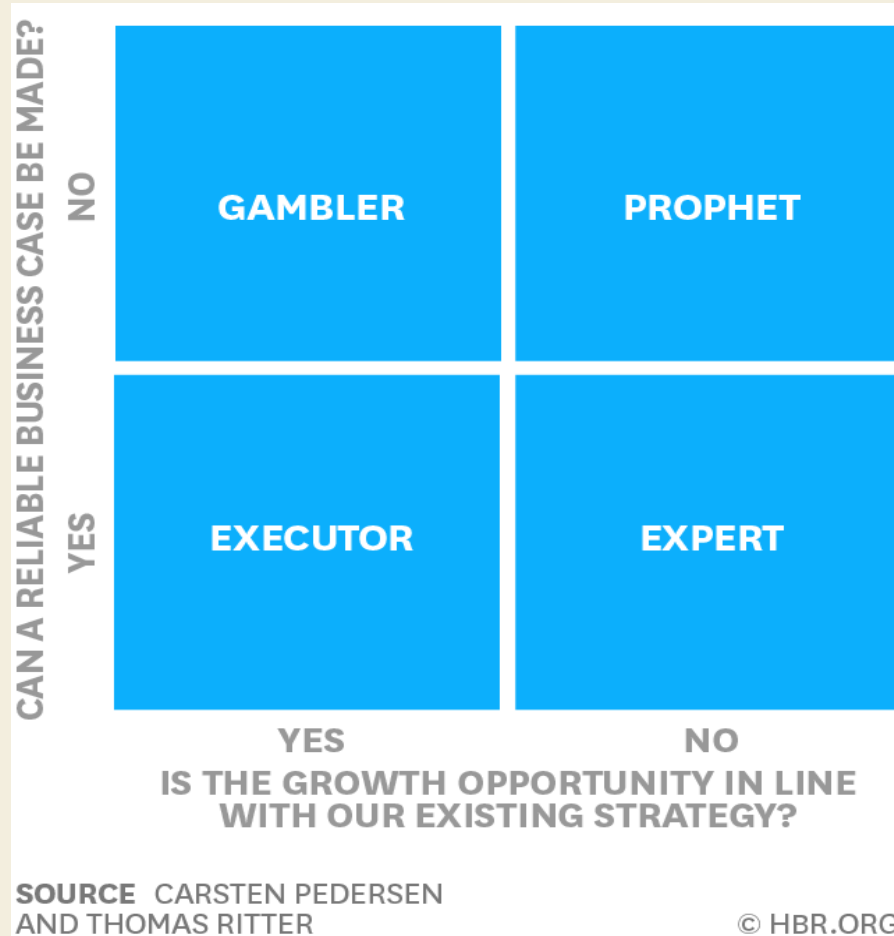 CAN A RELIABLE BUSINESS CASE BE MADE?
NO
GAMBLER
PROPHET
YES
EXECUTOR
EXPERT
YES
NO
IS THE GROWTH OPPORTUNITY IN LINE
WITH OUR EXISTING STRATEGY?
SOURCE CARSTEN PEDERSEN
AND THOMAS RITTER
© HBR.ORG